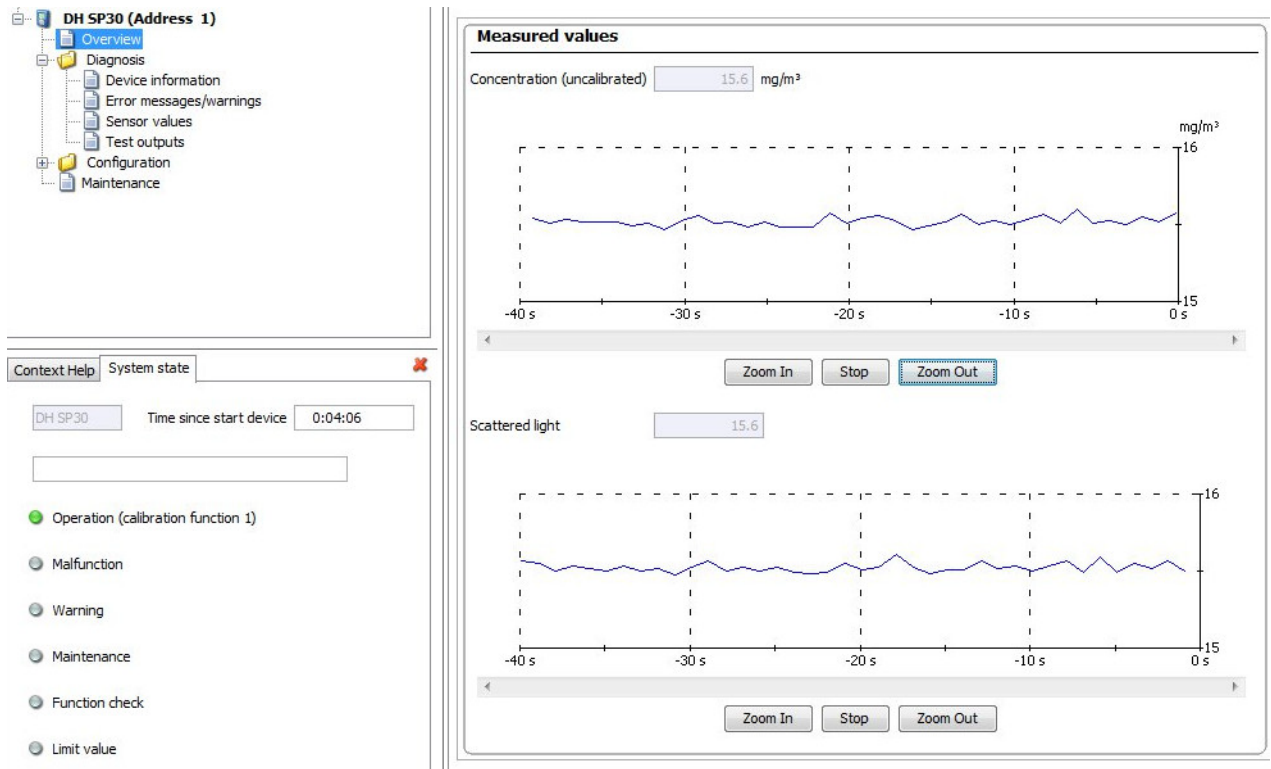 DH SP30 (Address 1)
Overview
Diagnosis
Device information
Error messages/warnings
Sensor values
Test outputs
Configuration
Maintenance
Context Help System state
DH SP30 Time since start device 0:04:06
Operation (calibration function 1)
Malfunction
Warning
Maintenance
Function check
Limit value
Measured values
Concentration (uncalibrated) 15.6 mg/m³
mg/m³
16
15
-40 s -30 s -20 s -10 s 0 s
Zoom In Stop Zoom Out
Scattered light 15.6
16
15
-40 s -30 s -20 s -10 s 0 s
Zoom In Stop Zoom Out